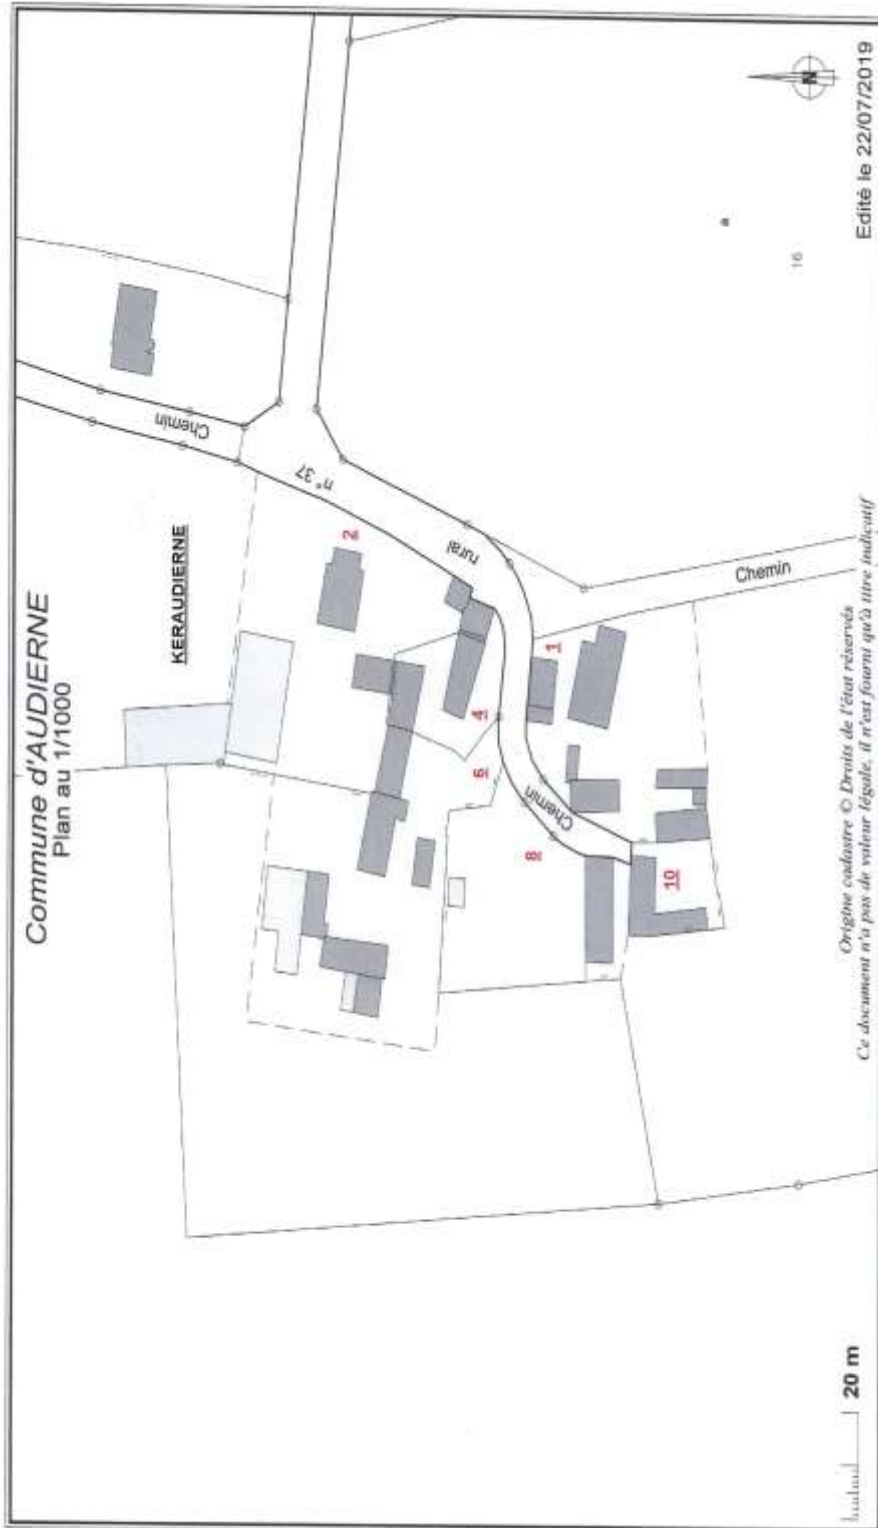 Commune d'AUDIERNE
Plan au 1/1000
KERAUDIERNE
Chemin
n° 37
rural
2
4
6
8
10
1
Chemin
Chemin
16
a
N
20 m
Origine cadastre © Droits de l'état réservés
Ce document n'a pas de valeur légale, il n'est fourni qu'à titre indicatif
Edité le 22/07/2019